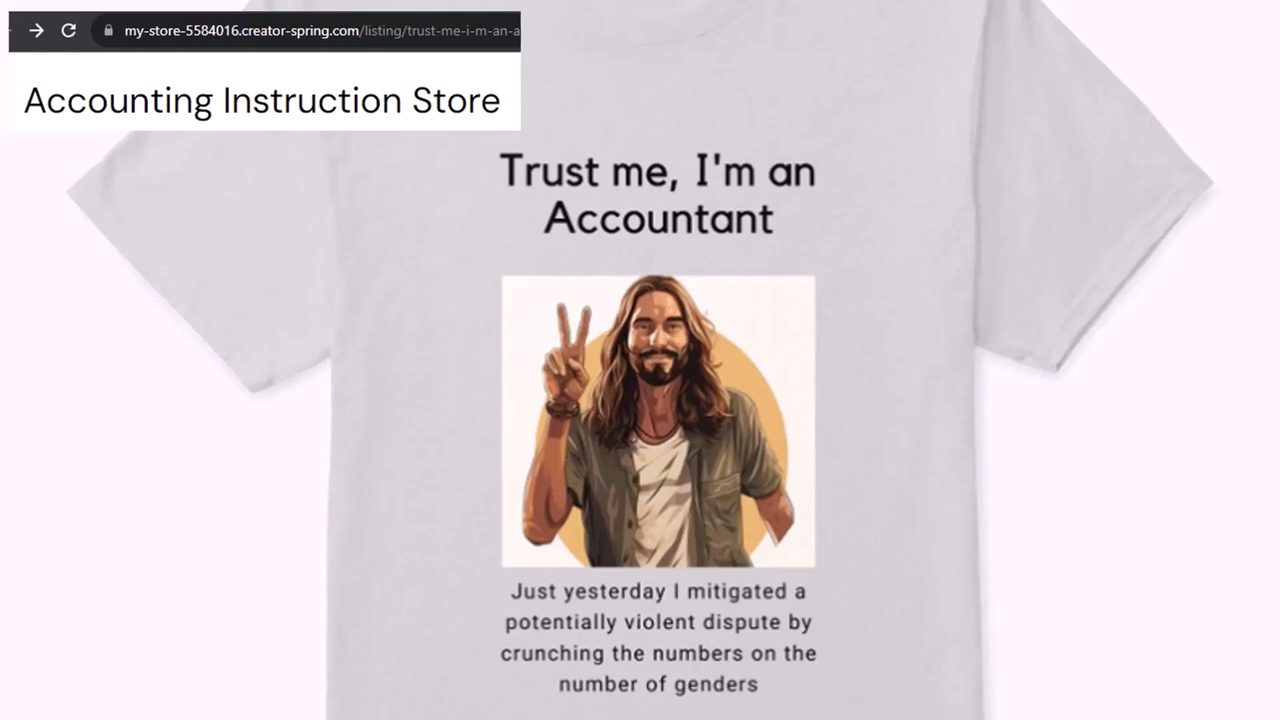 my-store-5584016.creator-spring.com/listing/trust-me-i-m-an-a
Accounting Instruction Store
Trust me, I'm an
Accountant
Just yesterday I mitigated a
potentially violent dispute by
crunching the numbers on the
number of genders